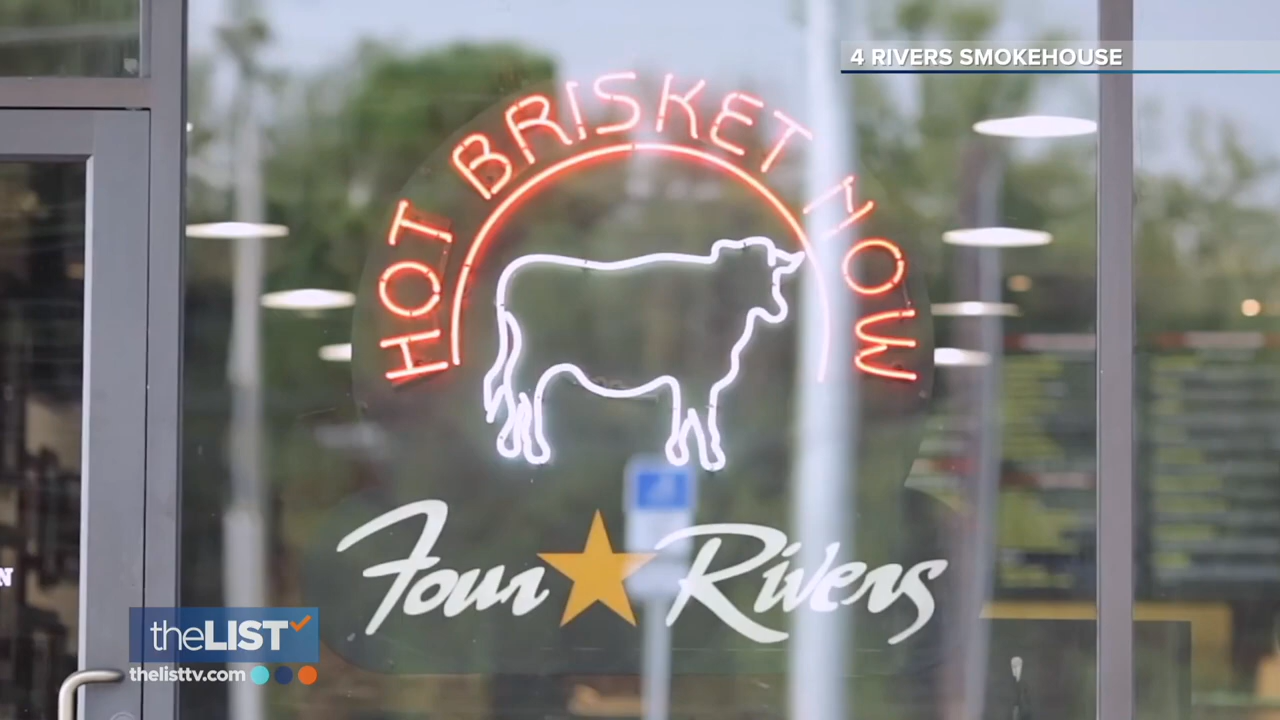 4 RIVERS SMOKEHOUSE
HOT BRISKET NOW
Four Rivers
theLIST
thelisttv.com